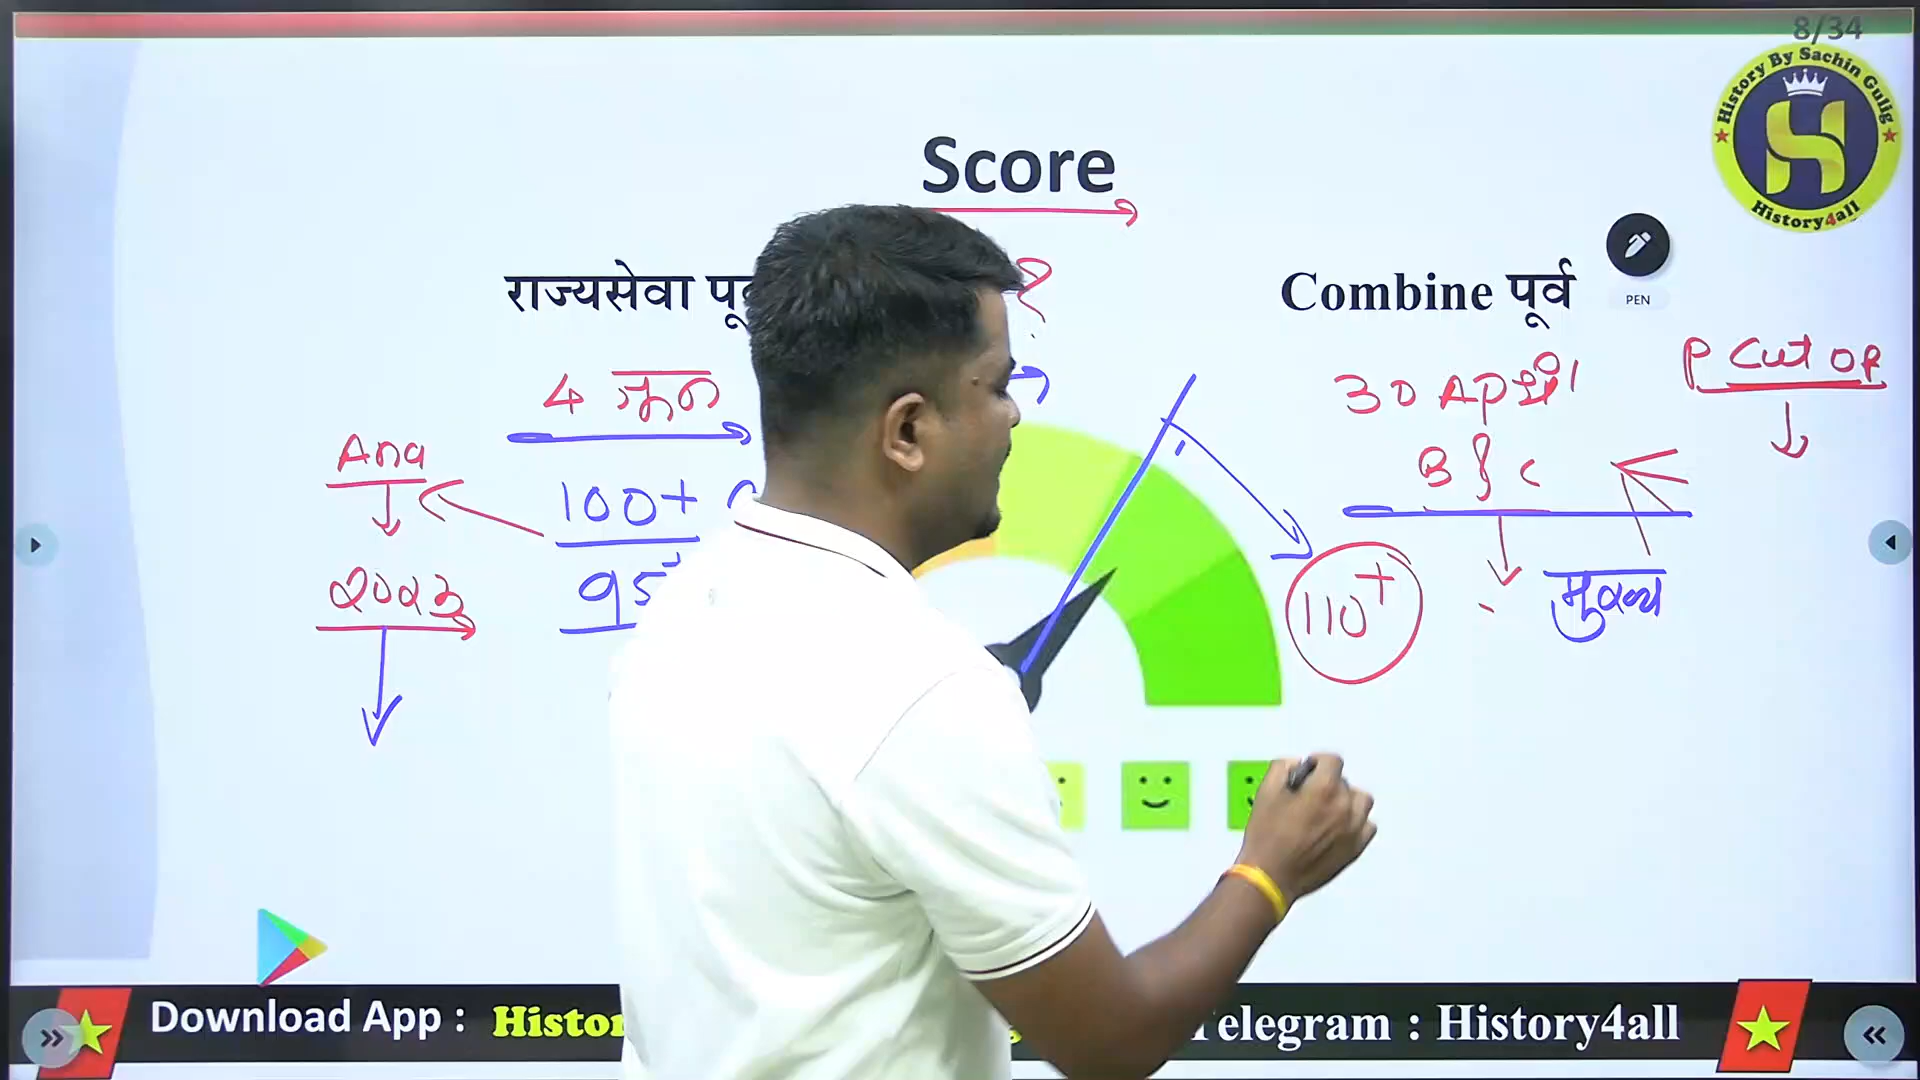 8/34
History By Sachin Gulig
History4all
Score
राज्यसेवा
Combine पूर्व
PEN
4 जून
30 April
P Cut OF
Ana
100+
B & C
2023
95+
110+
मुख्य
Download App :
Telegram : History4all